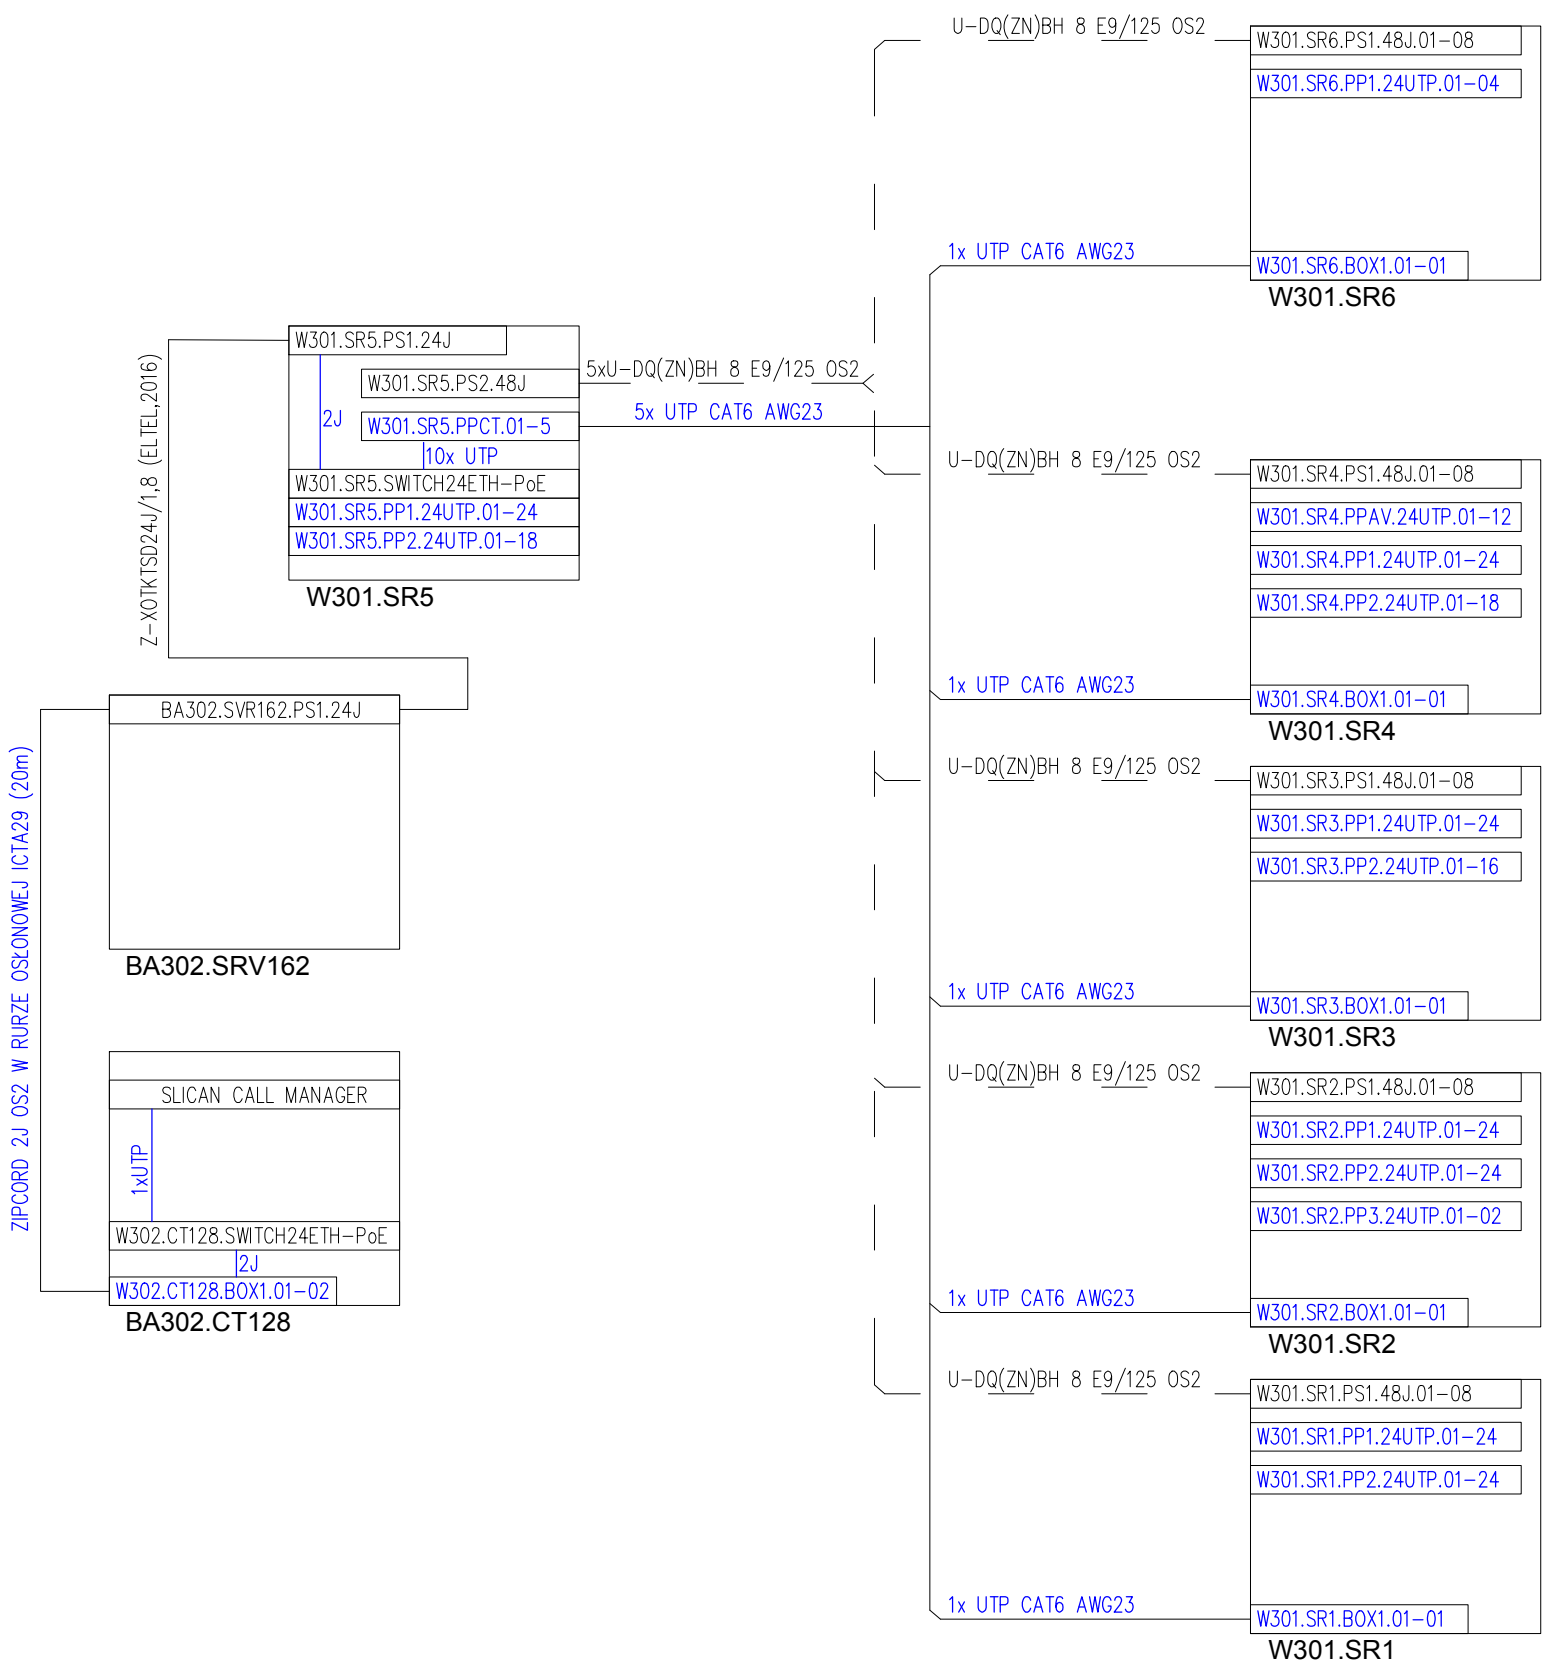 U-DQ(ZN)BH 8 E9/125 OS2
W301.SR6.PS1.48J.01-08
W301.SR6.PP1.24UTP.01-04
1x UTP CAT6 AWG23
W301.SR6.BOX1.01-01
W301.SR6
Z-XOTKTSD24J/1,8 (ELTEL,2016)
W301.SR5.PS1.24J
W301.SR5.PS2.48J
2J
W301.SR5.PPCT.01-5
10x UTP
W301.SR5.SWITCH24ETH-PoE
W301.SR5.PP1.24UTP.01-24
W301.SR5.PP2.24UTP.01-18
W301.SR5
5xU-DQ(ZN)BH 8 E9/125 OS2
5x UTP CAT6 AWG23
U-DQ(ZN)BH 8 E9/125 OS2
W301.SR4.PS1.48J.01-08
W301.SR4.PPAV.24UTP.01-12
W301.SR4.PP1.24UTP.01-24
W301.SR4.PP2.24UTP.01-18
1x UTP CAT6 AWG23
W301.SR4.BOX1.01-01
W301.SR4
ZIPCORD 2J OS2 W RURZE OSŁONOWEJ ICTA29 (20m)
BA302.SVR162.PS1.24J
BA302.SRV162
U-DQ(ZN)BH 8 E9/125 OS2
W301.SR3.PS1.48J.01-08
W301.SR3.PP1.24UTP.01-24
W301.SR3.PP2.24UTP.01-16
1x UTP CAT6 AWG23
W301.SR3.BOX1.01-01
W301.SR3
SLICAN CALL MANAGER
1xUTP
W302.CT128.SWITCH24ETH-PoE
2J
W302.CT128.BOX1.01-02
BA302.CT128
U-DQ(ZN)BH 8 E9/125 OS2
W301.SR2.PS1.48J.01-08
W301.SR2.PP1.24UTP.01-24
W301.SR2.PP2.24UTP.01-24
W301.SR2.PP3.24UTP.01-02
1x UTP CAT6 AWG23
W301.SR2.BOX1.01-01
W301.SR2
U-DQ(ZN)BH 8 E9/125 OS2
W301.SR1.PS1.48J.01-08
W301.SR1.PP1.24UTP.01-24
W301.SR1.PP2.24UTP.01-24
1x UTP CAT6 AWG23
W301.SR1.BOX1.01-01
W301.SR1